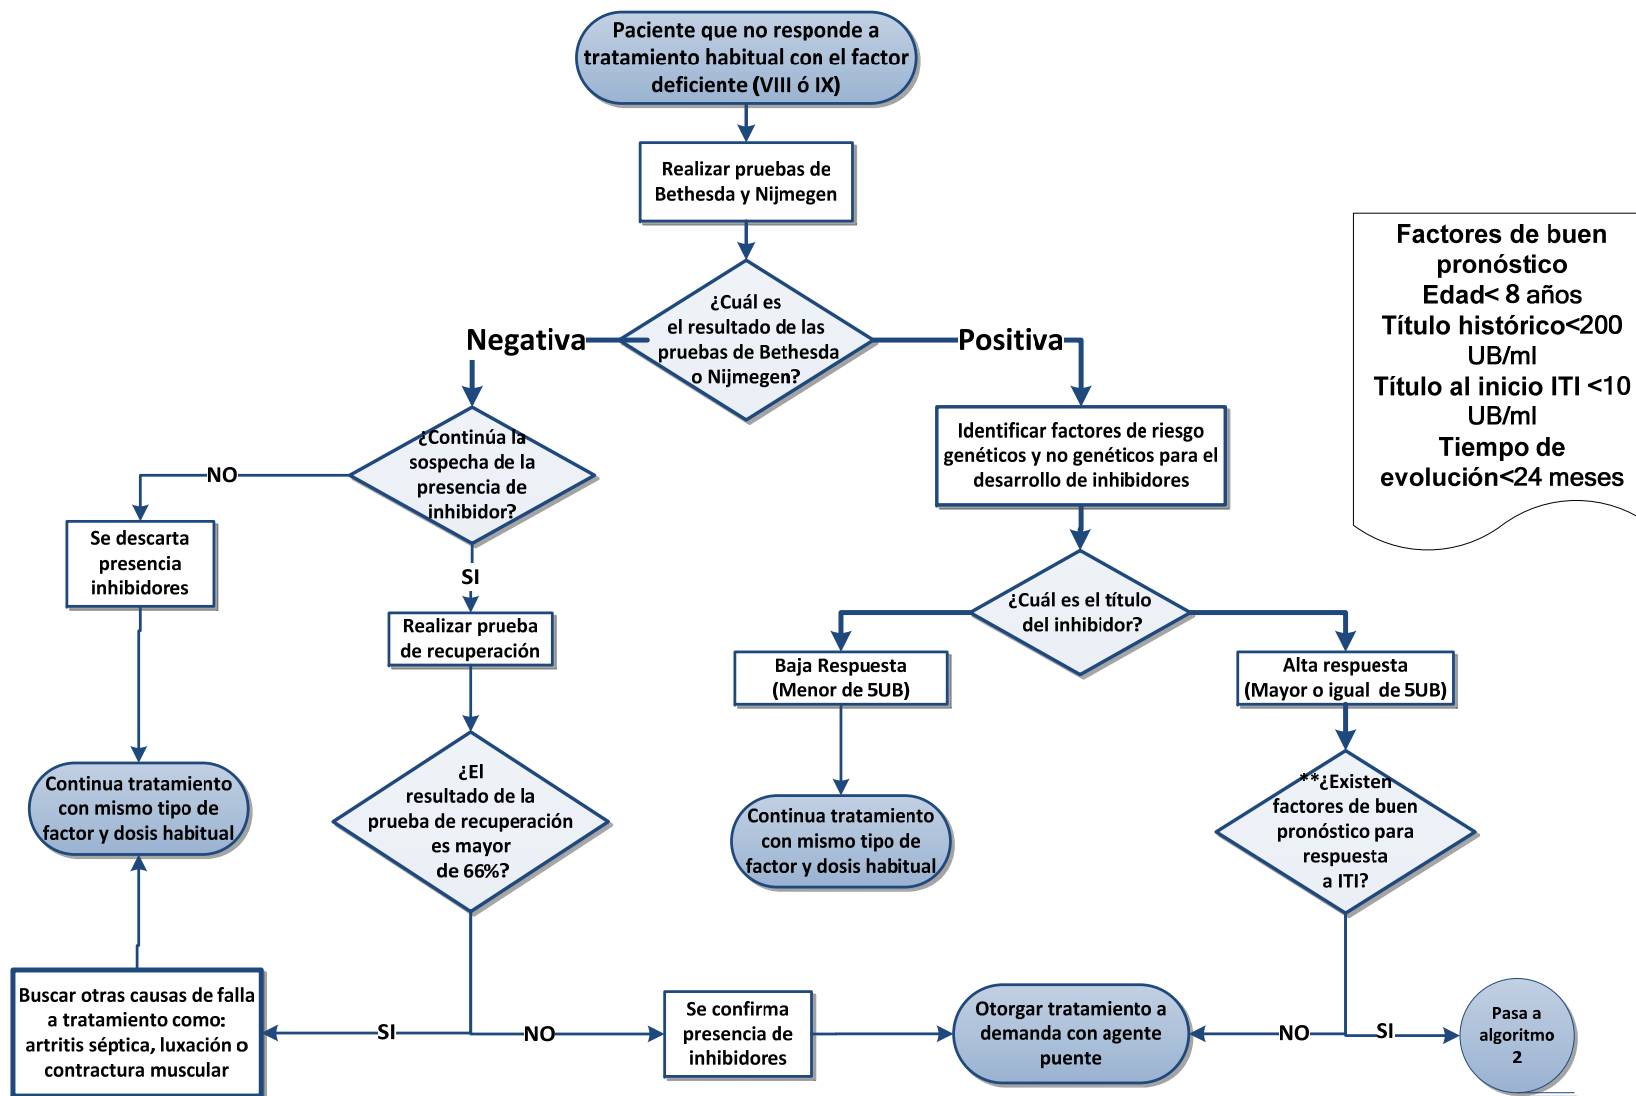 Paciente que no responde a
tratamiento habitual con el factor
deficiente (VIII ó IX)
Realizar pruebas de
Bethesda y Nijmegen
¿Cuál es
el resultado de las
pruebas de Bethesda
o Nijmegen?
Negativa
Positiva
Factores de buen
pronóstico
Edad< 8 años
Título histórico<200
UB/ml
Título al inicio ITI <10
UB/ml
Tiempo de
evolución<24 meses
¿Continúa la
sospecha de la
presencia de
inhibidor?
NO
SI
Se descarta
presencia
inhibidores
Realizar prueba
de recuperación
Identificar factores de riesgo
genéticos y no genéticos para el
desarrollo de inhibidores
¿Cuál es el título
del inhibidor?
Baja Respuesta
(Menor de 5UB)
Alta respuesta
(Mayor o igual de 5UB)
Continua tratamiento
con mismo tipo de
factor y dosis habitual
¿El
resultado de la
prueba de recuperación
es mayor
de 66%?
Continua tratamiento
con mismo tipo de
factor y dosis habitual
**¿Existen
factores de buen
pronóstico para
respuesta
a ITI?
Buscar otras causas de falla
a tratamiento como:
artritis séptica, luxación o
contractura muscular
SI
NO
Se confirma
presencia de
inhibidores
Otorgar tratamiento a
demanda con agente
puente
NO
SI
Pasa a
algoritmo
2